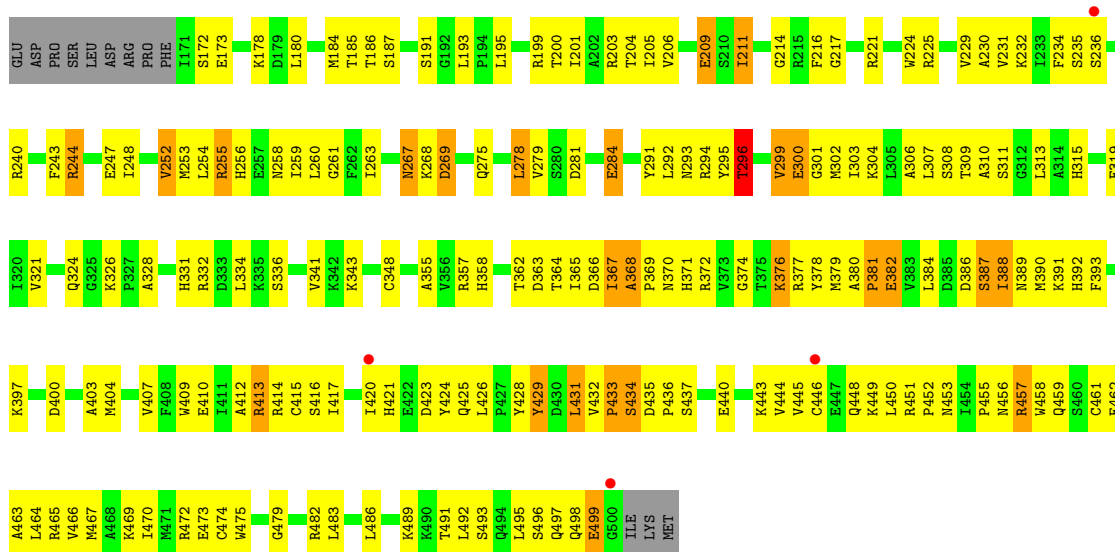 GLU ASP PRO SER LEU ASP ARG PRO PHE I171 S172 E173 K178 D179 L180 M184 T185 T186 S187 S191 G192 L193 P194 L195 R199 T200 I201 A202 R203 T204 I205 V206 E209 S210 I211 G214 R215 F216 G217 R221 W224 R225 V229 A230 V231 K232 I233 F234 S235 S236
R240 F243 R244 E247 I248 V252 M253 L254 R255 H256 E257 N258 I259 L260 G261 F262 I263 N267 K268 D269 Q275 L278 V279 S280 D281 E284 Y291 L292 N293 R294 Y295 T296 V299 E300 G301 M302 I303 K304 L305 A306 L307 S308 T309 A310 S311 G312 L313 A314 H315 E319
I320 V321 Q324 G325 K326 P327 A328 H331 R332 D333 L334 K335 S336 V341 K342 K343 C348 A355 V356 R357 H358 T362 D363 T364 I365 D366 I367 A368 P369 N370 H371 R372 V373 G374 T375 K376 R377 Y378 M379 A380 P381 E382 V383 L384 D385 D386 S387 I388 N389 M390 K391 H392 F393
K397 D400 A403 M404 V407 F408 W409 E410 I411 A412 R413 R414 C415 S416 I417 I420 H421 E422 D423 Y424 Q425 L426 P427 Y428 Y429 D430 L431 V432 P433 S434 D435 P436 S437 E440 K443 V444 V445 C446 E447 Q448 K449 L450 R451 P452 N453 I454 P455 N456 R457 W458 Q459 S460 C461 E462
A463 L464 R465 V466 M467 A468 K469 I470 M471 R472 E473 C474 W475 G479 R482 L483 L486 K489 K490 T491 L492 S493 Q494 L495 S496 Q497 Q498 E499 G500 ILE LYS MET